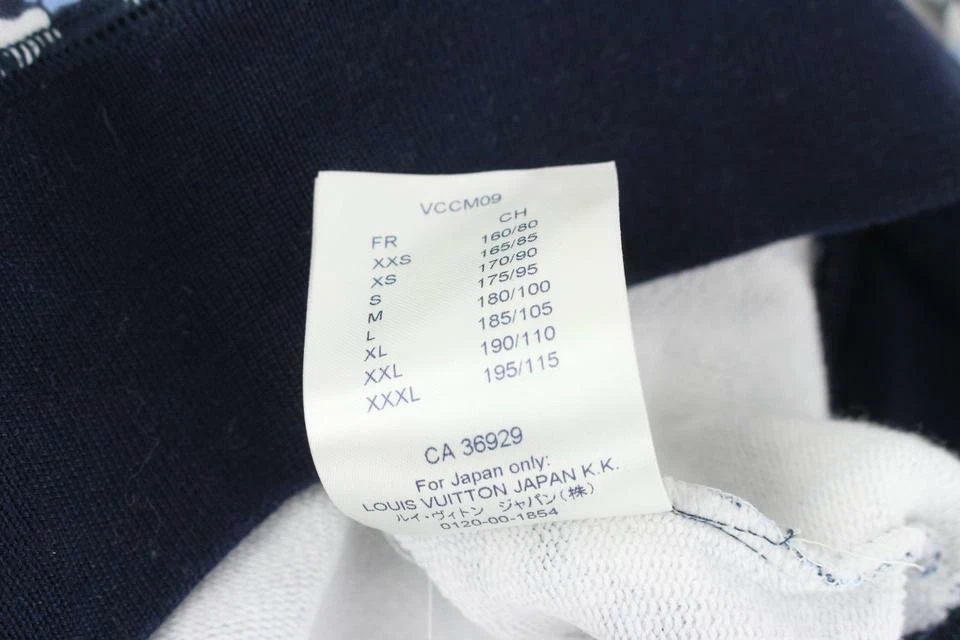 VCCM09
FR CH
XXS 160/80
XS 165/85
S 170/90
M 175/95
L 180/100
XL 185/105
XXL 190/110
XXXL 195/115
CA 36929
For Japan only:
LOUIS VUITTON JAPAN K.K.
ルイ・ヴィトン ジャパン(株)
0120-00-1854